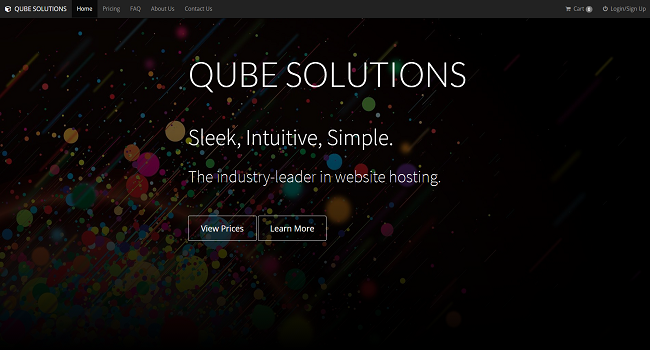 QUBE SOLUTIONS Home Pricing FAQ About Us Contact Us Cart 0 Login/Sign Up
QUBE SOLUTIONS
Sleek, Intuitive, Simple.
The industry-leader in website hosting.
View Prices Learn More